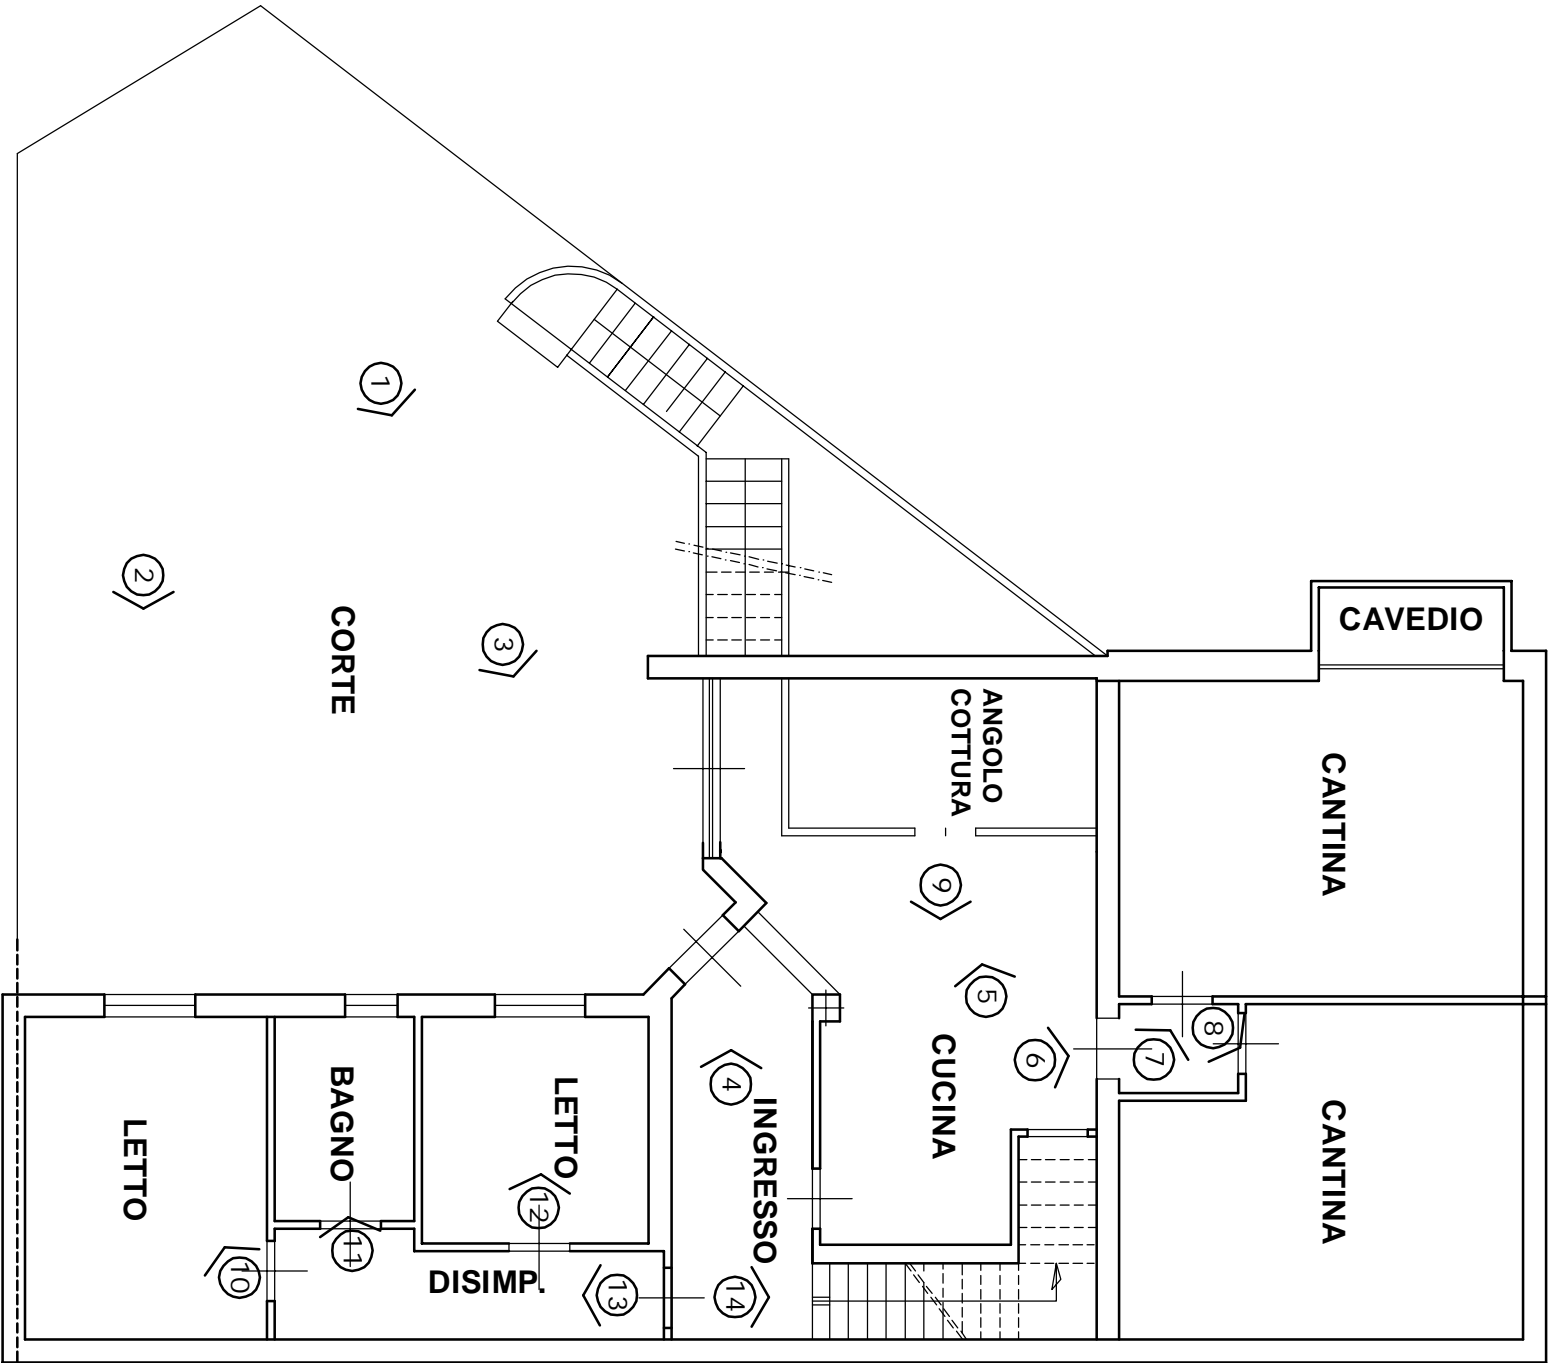 1
2
CORTE
3
CAVEDIO
ANGOLO
COTTURA
CANTINA
9
5
CUCINA
6
7
8
CANTINA
4
INGRESSO
LETTO
BAGNO
LETTO
12
11
10
DISIMP.
13
14